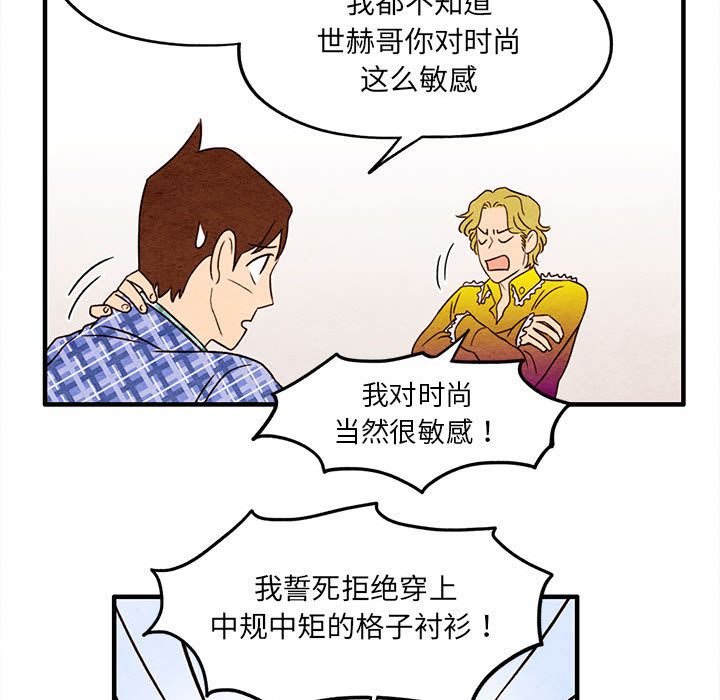 我都不知道
世赫哥你对时尚
这么敏感
我对时尚
当然很敏感！
我誓死拒绝穿上
中规中矩的格子衬衫！